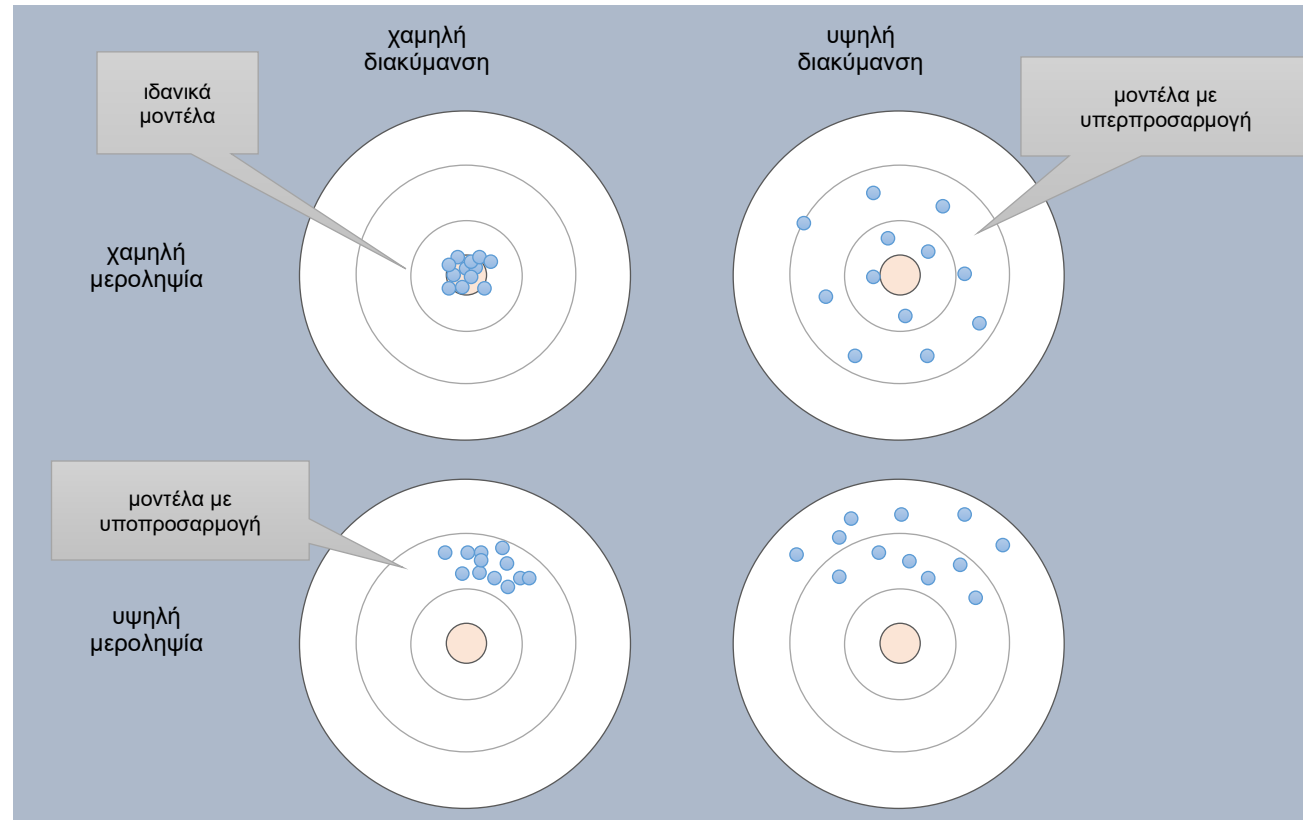 χαμηλή
διακύμανση
υψηλή
διακύμανση
ιδανικά
μοντέλα
μοντέλα με
υπερπροσαρμογή
χαμηλή
μεροληψία
μοντέλα με
υποπροσαρμογή
υψηλή
μεροληψία